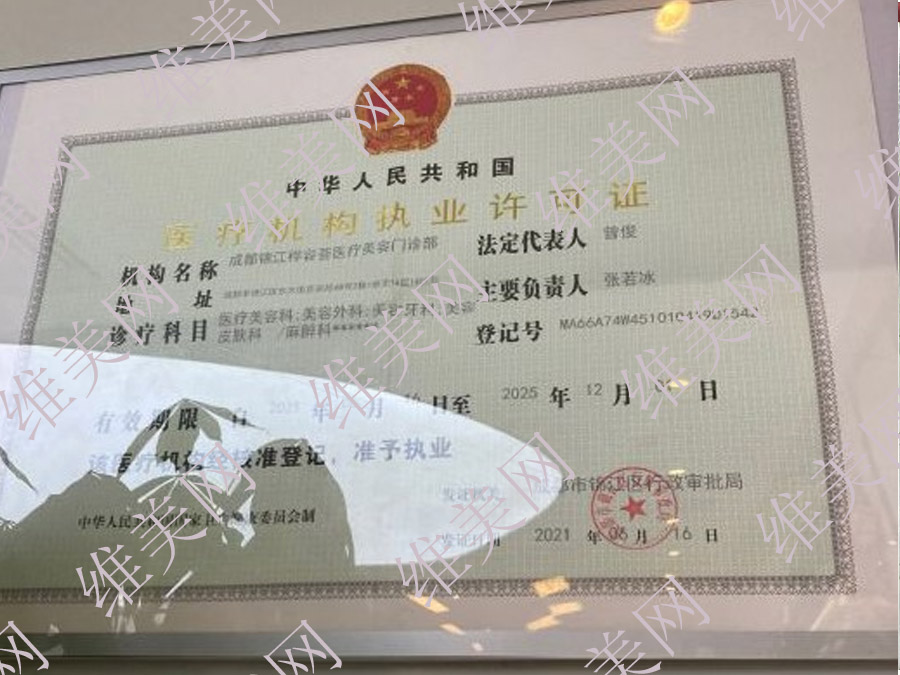 中华人民共和国
医疗机构执业许可证
机构名称 成都锦江梓容荟医疗美容门诊部
法定代表人 曾俊
地 址
主要负责人 张若冰
诊疗科目 医疗美容科；美容外科；美容牙科；美容
皮肤科 /麻醉科******
登记号
有效期限 自 月 16 日至 2025 年 12 月 日
该医疗机构经核准登记，准予执业
发证机关 成都市锦江区行政审批局
中华人民共和国国家卫生 委员会制
发证日期 2021 年 06 月 16 日
维美网